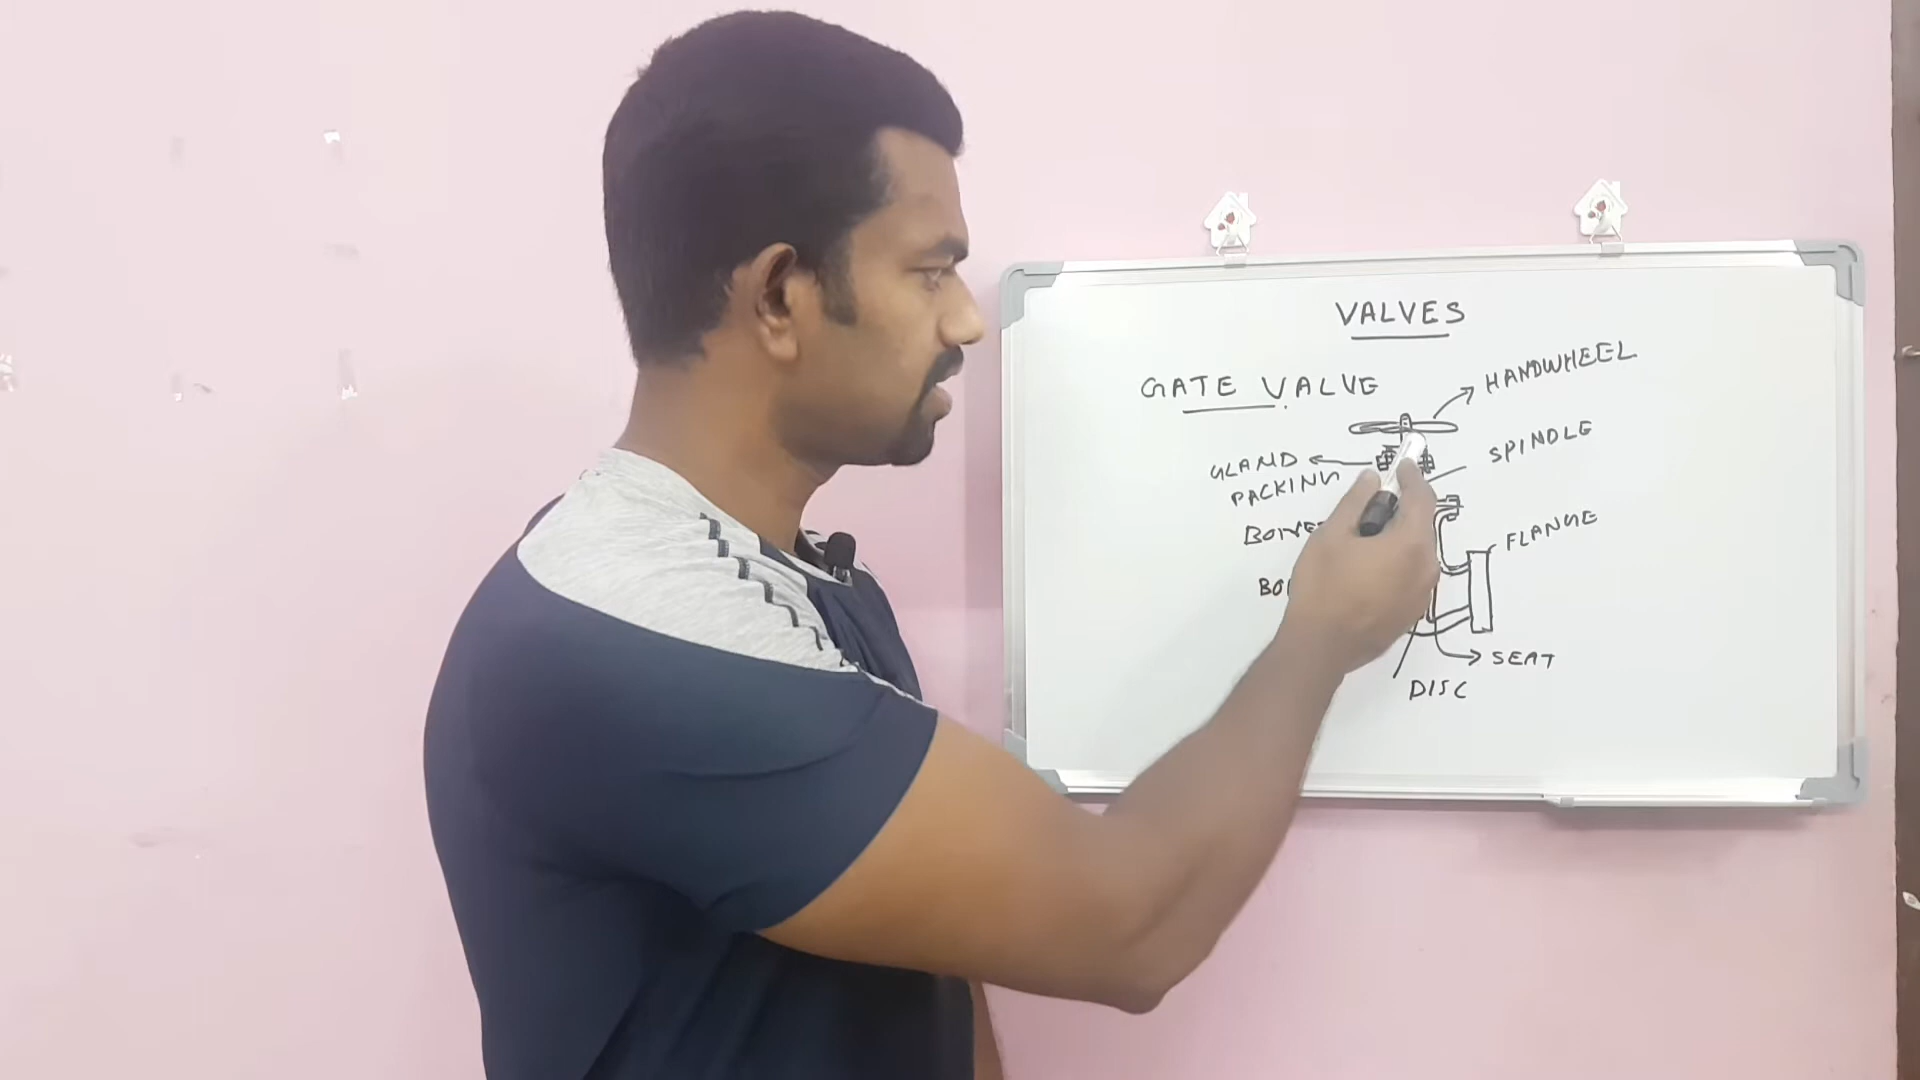 VALVES
GATE VALVE
HANDWHEEL
SPINDLE
GLAND
PACKING
FLANGE
SEAT
DISC